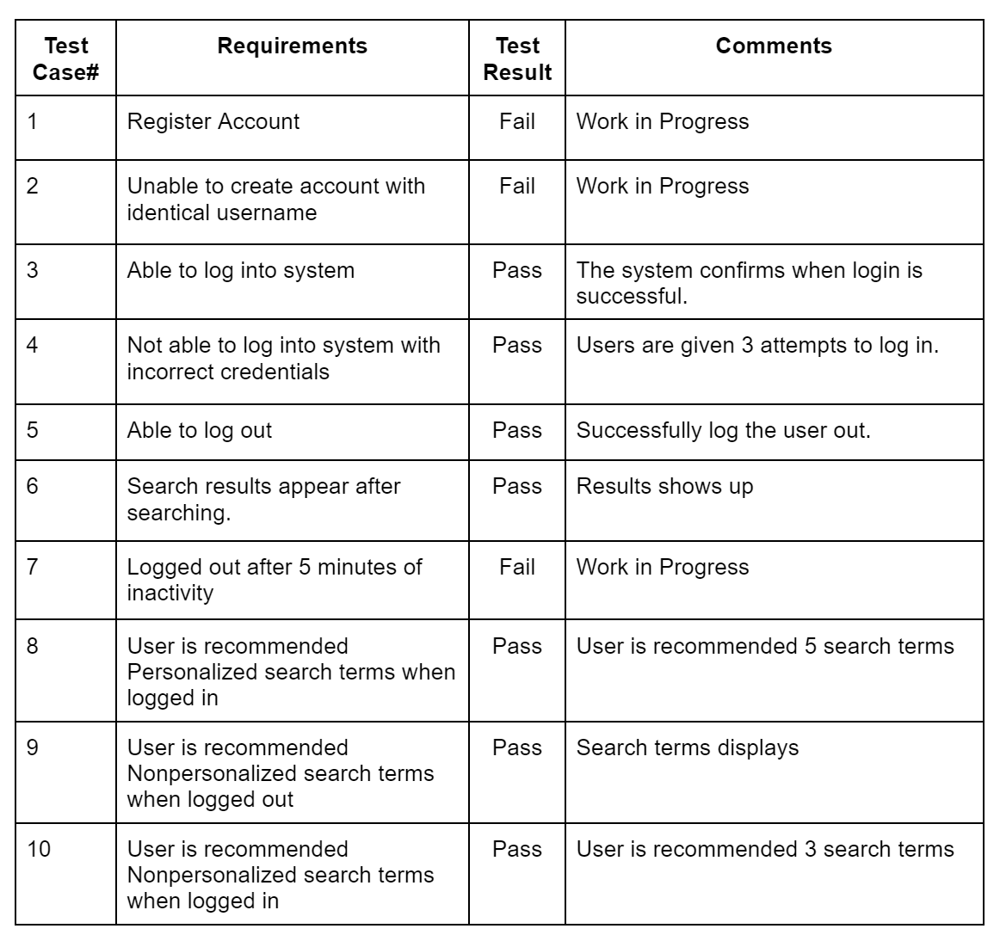 Test
Case#
Requirements
Test
Result
Comments
1
Register Account
Fail
Work in Progress
2
Unable to create account with
identical username
Fail
Work in Progress
3
Able to log into system
Pass
The system confirms when login is
successful.
4
Not able to log into system with
incorrect credentials
Pass
Users are given 3 attempts to log in.
5
Able to log out
Pass
Successfully log the user out.
6
Search results appear after
searching.
Pass
Results shows up
7
Logged out after 5 minutes of
inactivity
Fail
Work in Progress
8
User is recommended
Personalized search terms when
logged in
Pass
User is recommended 5 search terms
9
User is recommended
Nonpersonalized search terms
when logged out
Pass
Search terms displays
10
User is recommended
Nonpersonalized search terms
when logged in
Pass
User is recommended 3 search terms